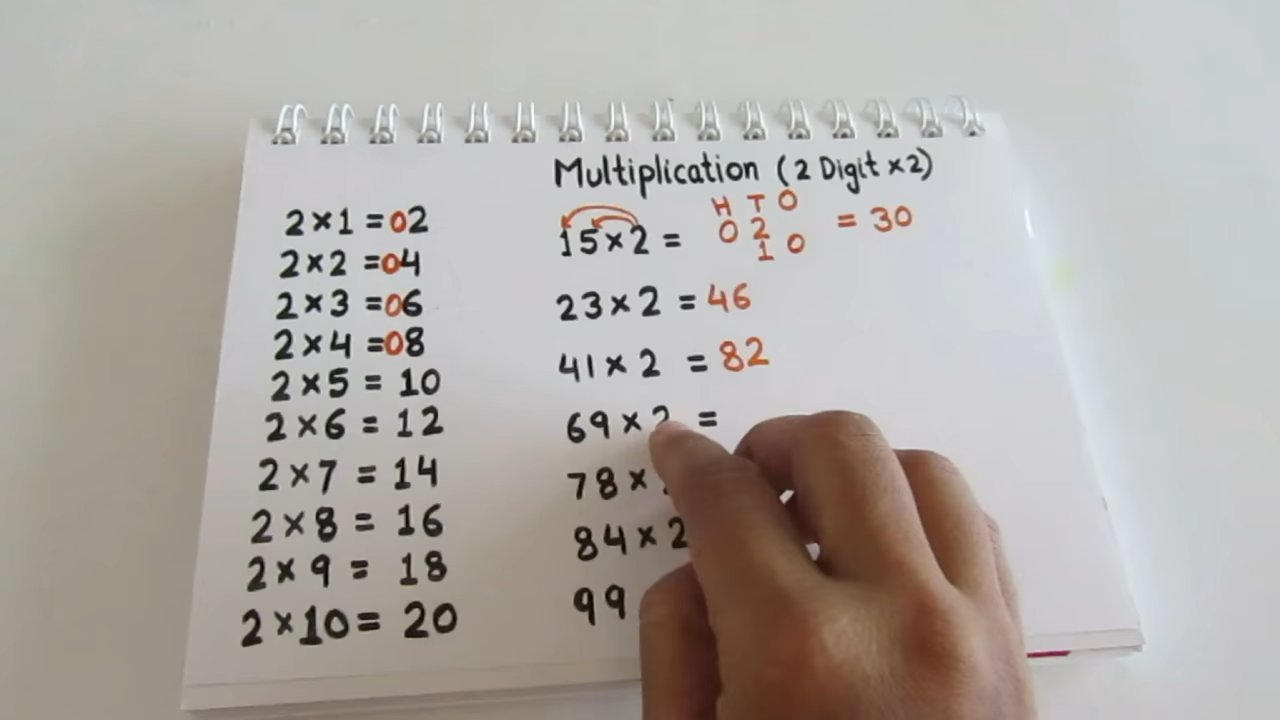 Multiplication (2 Digit × 2)
2 × 1 = 02
2 × 2 = 04
2 × 3 = 06
2 × 4 = 08
2 × 5 = 10
2 × 6 = 12
2 × 7 = 14
2 × 8 = 16
2 × 9 = 18
2 × 10 = 20
H T O
15 × 2 = 0 2 = 30
1 0
23 × 2 = 46
41 × 2 = 82
69 × 2 =
78 ×
84 × 2
99